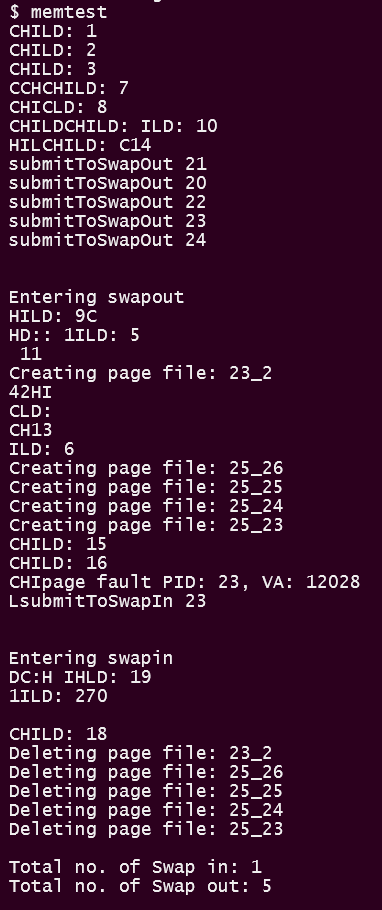 $ memtest
CHILD: 1
CHILD: 2
CHILD: 3
CCHCHILD: 7
CHICLD: 8
CHILDCHILD: ILD: 10
HILCHILD: C14
submitToSwapOut 21
submitToSwapOut 20
submitToSwapOut 22
submitToSwapOut 23
submitToSwapOut 24
Entering swapout
HILD: 9C
HD:: 1ILD: 5
11
Creating page file: 23_2
42HI
CLD:
CH13
ILD: 6
Creating page file: 25_26
Creating page file: 25_25
Creating page file: 25_24
Creating page file: 25_23
CHILD: 15
CHILD: 16
CHIpage fault PID: 23, VA: 12028
LsubmitToSwapIn 23
Entering swapin
DC:H IHLD: 19
1ILD: 270
CHILD: 18
Deleting page file: 23_2
Deleting page file: 25_26
Deleting page file: 25_25
Deleting page file: 25_24
Deleting page file: 25_23
Total no. of Swap in: 1
Total no. of Swap out: 5